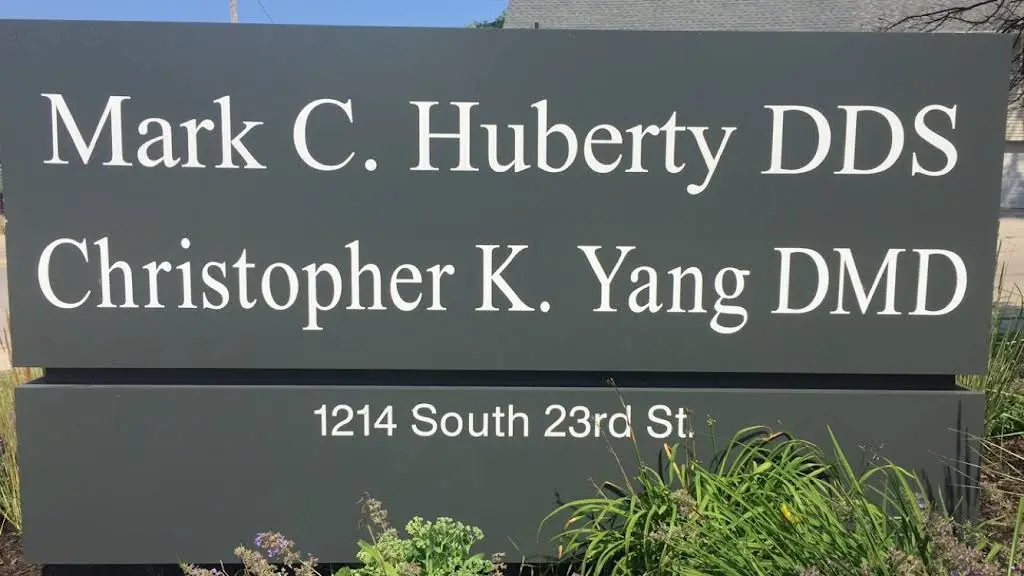 Mark C. Huberty DDS
Christopher K. Yang DMD
1214 South 23rd St.